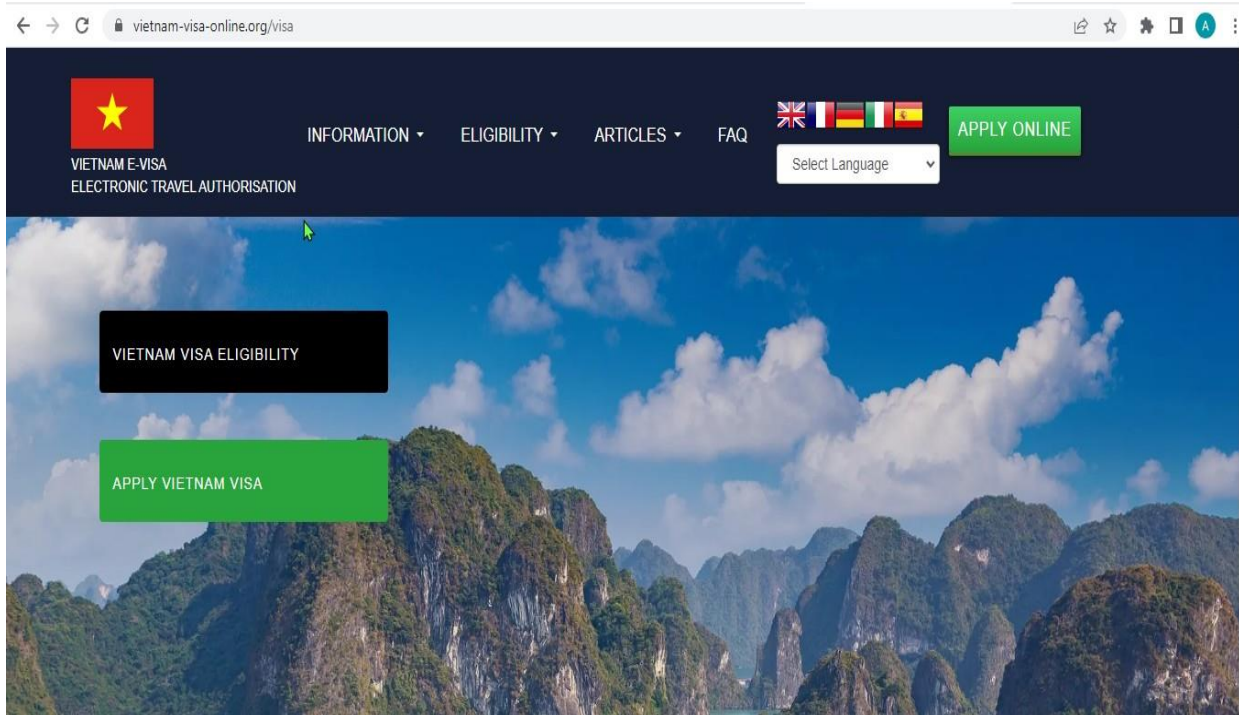 vietnam-visa-online.org/visa
A
VIETNAM E-VISA
ELECTRONIC TRAVEL AUTHORISATION
INFORMATION
ELIGIBILITY
ARTICLES
FAQ
Select Language
APPLY ONLINE
VIETNAM VISA ELIGIBILITY
APPLY VIETNAM VISA